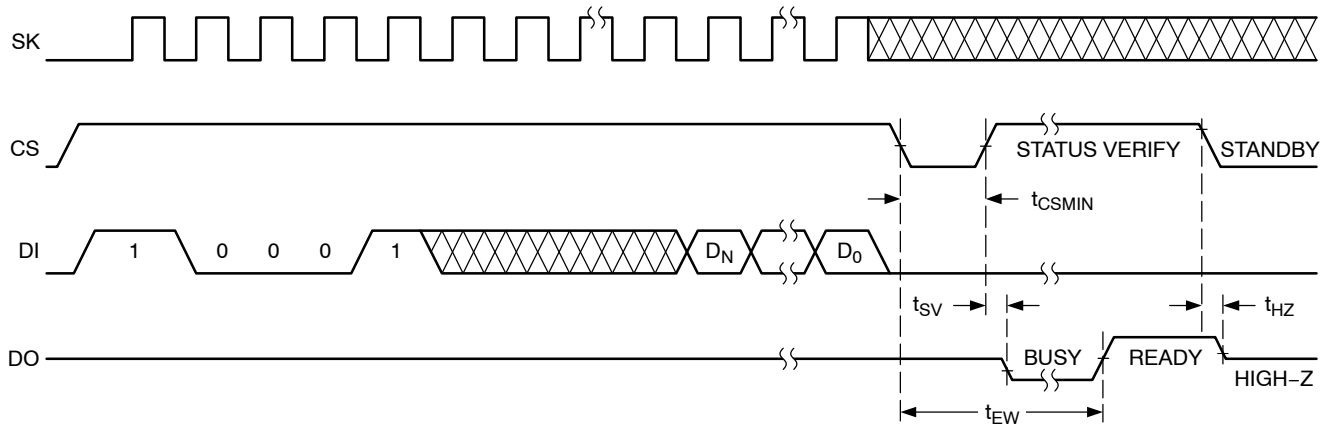 SK
CS
STATUS VERIFY
STANDBY
tCSMIN
DI
1 0 0 0 1 DN D0
tSV
tHZ
DO
BUSY
READY
HIGH–Z
tEW